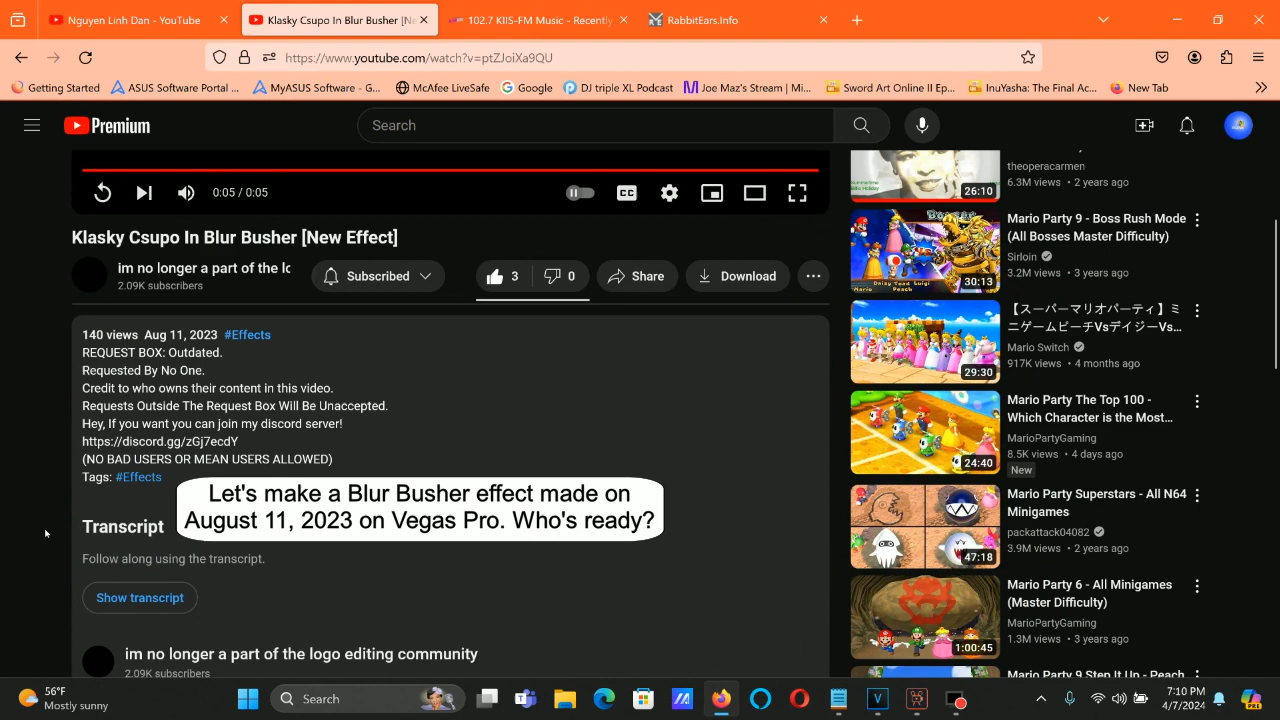 Nguyen Linh Dan - YouTube
Klasky Csupo In Blur Busher [Ne
102.7 KIIS-FM Music - Recently
RabbitEars.Info
https://www.youtube.com/watch?v=ptZJoiXa9QU
Getting Started
ASUS Software Portal ...
MyASUS Software - G...
McAfee LiveSafe
Google
DJ triple XL Podcast
Joe Maz's Stream | Mi...
Sword Art Online II Ep...
InuYasha: The Final Ac...
New Tab
Premium
Search
0:05 / 0:05
CC
Klasky Csupo In Blur Busher [New Effect]
im no longer a part of the lo
2.09K subscribers
Subscribed
3
0
Share
Download
140 views Aug 11, 2023 #Effects
REQUEST BOX: Outdated.
Requested By No One.
Credit to who owns their content in this video.
Requests Outside The Request Box Will Be Unaccepted.
Hey, If you want you can join my discord server!
https://discord.gg/zGj7ecdY
(NO BAD USERS OR MEAN USERS ALLOWED)
Tags: #Effects
Let's make a Blur Busher effect made on
August 11, 2023 on Vegas Pro. Who's ready?
Transcript
Follow along using the transcript.
Show transcript
im no longer a part of the logo editing community
2.09K subscribers
26:10
theoperacarmen
6.3M views • 2 years ago
30:13
Mario Party 9 - Boss Rush Mode
(All Bosses Master Difficulty)
Sirloin
3.2M views • 3 years ago
29:30
【スーパーマリオパーティ】ミ
ニゲームピーチVsデイジーVs...
Mario Switch
917K views • 4 months ago
24:40
Mario Party The Top 100 -
Which Character is the Most...
MarioPartyGaming
8.5K views • 4 days ago
New
47:18
Mario Party Superstars - All N64
Minigames
packattack04082
3.9M views • 2 years ago
1:00:45
Mario Party 6 - All Minigames
(Master Difficulty)
MarioPartyGaming
1.3M views • 3 years ago
Mario Party 9 Step It Up - Peach
56°F
Mostly sunny
Search
7:10 PM
4/7/2024